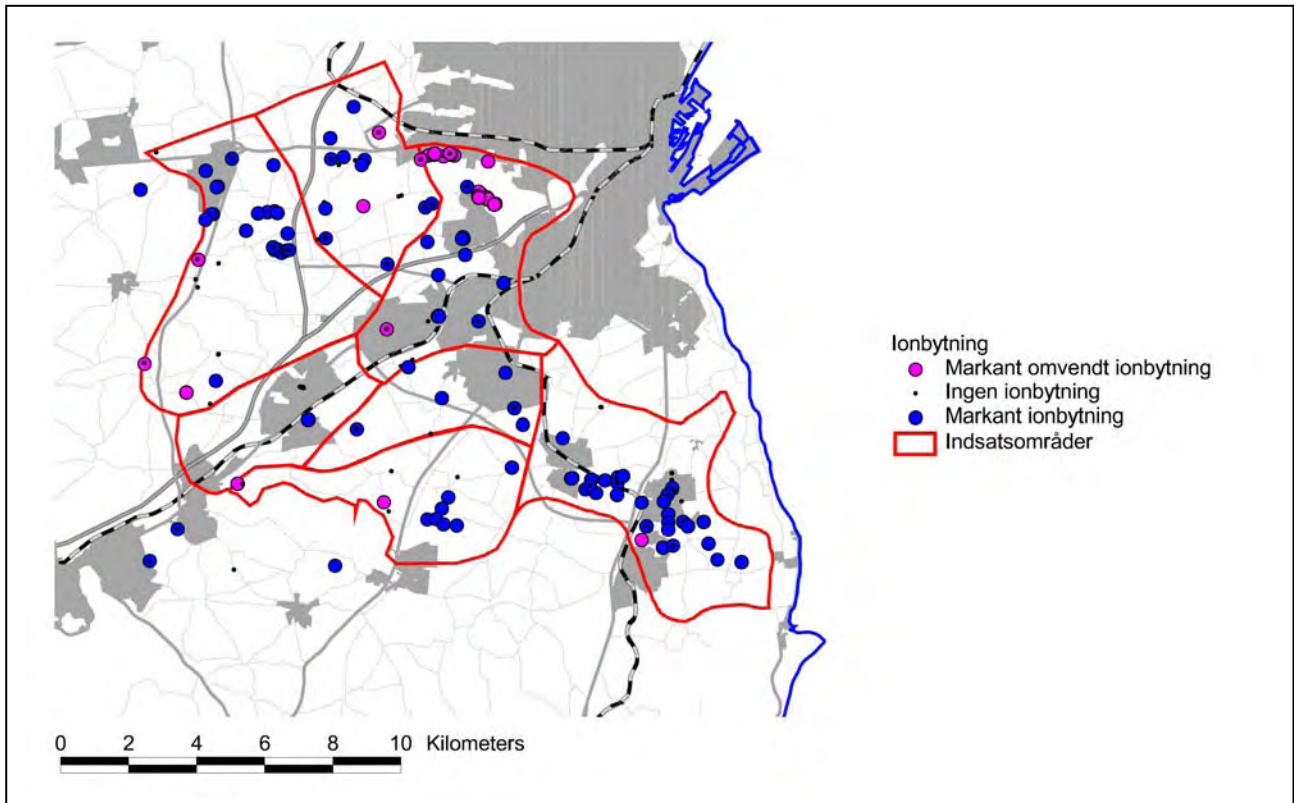 Ionbytning
Markant omvendt ionbytning
Ingen ionbytning
Markant ionbytning
Indsatsområder
0 2 4 6 8 10 Kilometers